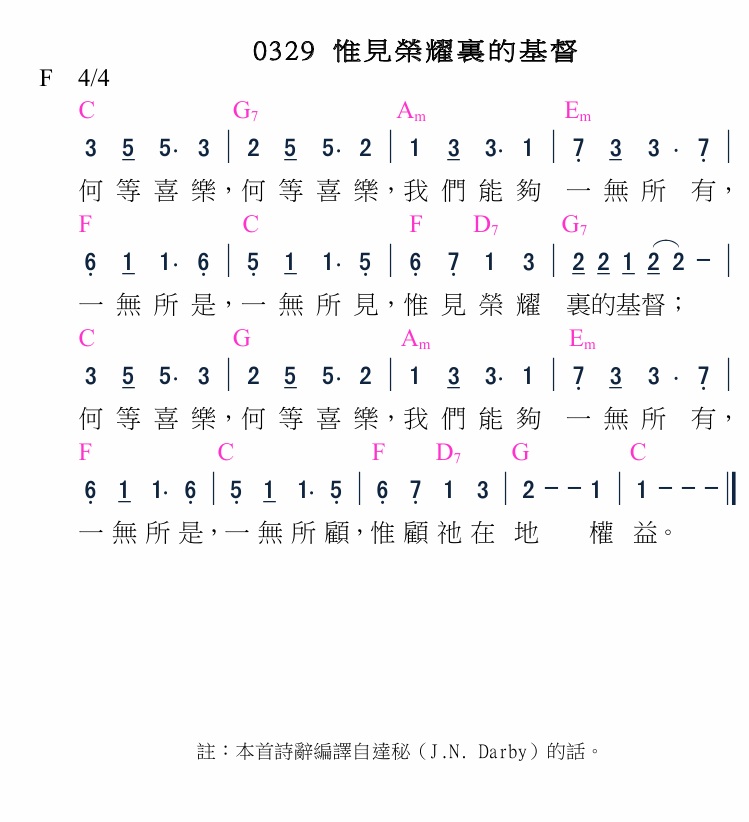 0329 惟見榮耀裏的基督
F 4/4
C G7 Am Em
3 5 5· 3 | 2 5 5· 2 | 1 3 3· 1 | 7 3 3 · 7 |
何等喜樂,何等喜樂,我們能夠 一無所 有,
F C F D7 G7
6 1 1· 6 | 5 1 1· 5 | 6 7 1 3 | 2 2 1 2 2 - |
一無所是,一無所見,惟見榮耀 裏的基督;
C G Am Em
3 5 5· 3 | 2 5 5· 2 | 1 3 3· 1 | 7 3 3 · 7 |
何等喜樂,何等喜樂,我們能夠 一無所 有,
F C F D7 G C
6 1 1· 6 | 5 1 1· 5 | 6 7 1 3 | 2 - - 1 | 1 - - - ||
一無所是,一無所顧,惟顧祂在 地 權 益。
註:本首詩辭編譯自達秘(J.N. Darby)的話。